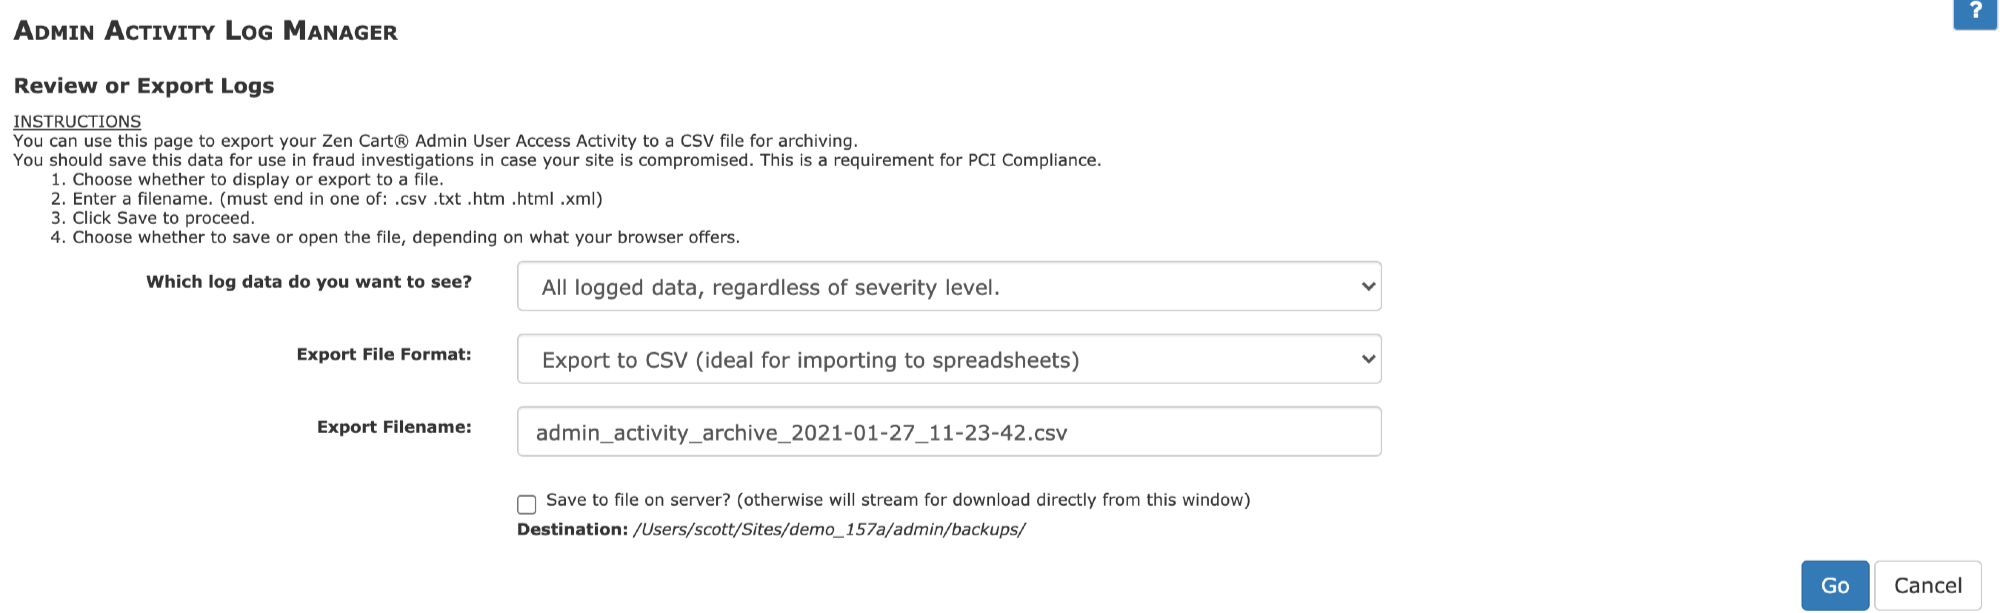 ?
Admin Activity Log Manager
Review or Export Logs
INSTRUCTIONS
You can use this page to export your Zen Cart® Admin User Access Activity to a CSV file for archiving.
You should save this data for use in fraud investigations in case your site is compromised. This is a requirement for PCI Compliance.
1. Choose whether to display or export to a file.
2. Enter a filename. (must end in one of: .csv .txt .htm .html .xml)
3. Click Save to proceed.
4. Choose whether to save or open the file, depending on what your browser offers.
Which log data do you want to see? All logged data, regardless of severity level.
Export File Format: Export to CSV (ideal for importing to spreadsheets)
Export Filename: admin_activity_archive_2021-01-27_11-23-42.csv
Save to file on server? (otherwise will stream for download directly from this window)
Destination: /Users/scott/Sites/demo_157a/admin/backups/
Go Cancel